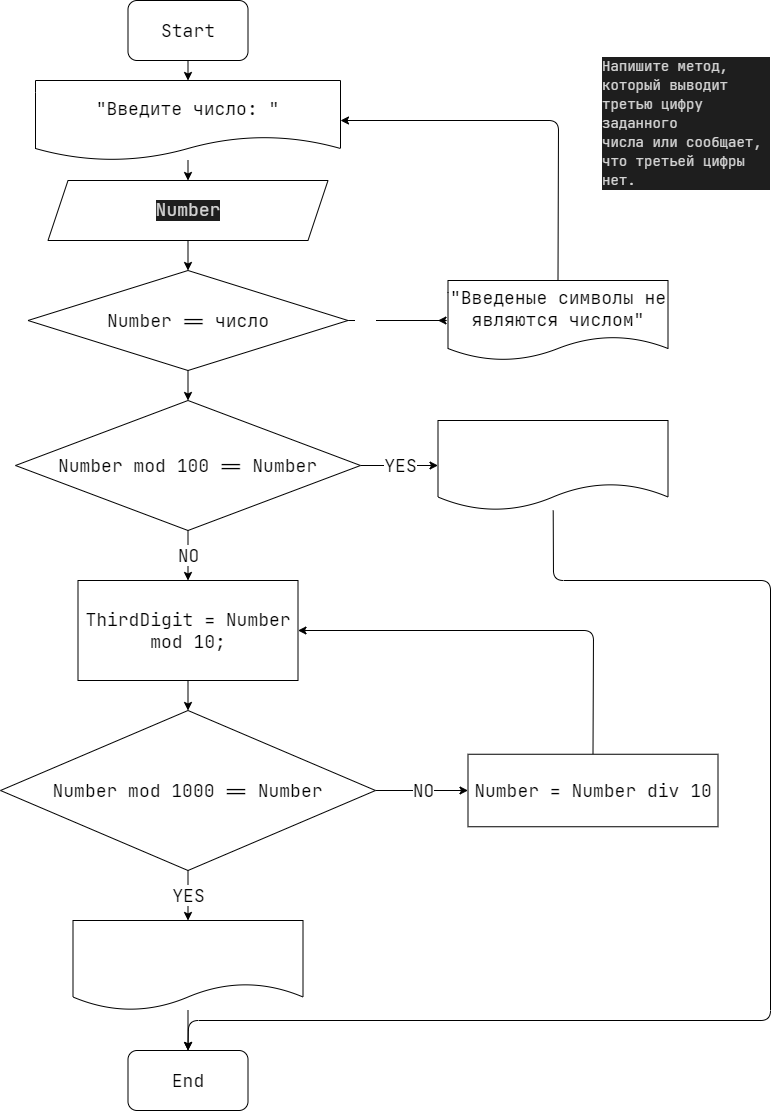 Start
"Введите число: "
Напишите метод,
который выводит
третью цифру
заданного
числа или сообщает,
что третьей цифры
нет.
Number
Number == число
"Введеные символы не
являются числом"
Number mod 100 == Number
YES
NO
ThirdDigit = Number
mod 10;
Number mod 1000 == Number
NO
Number = Number div 10
YES
End